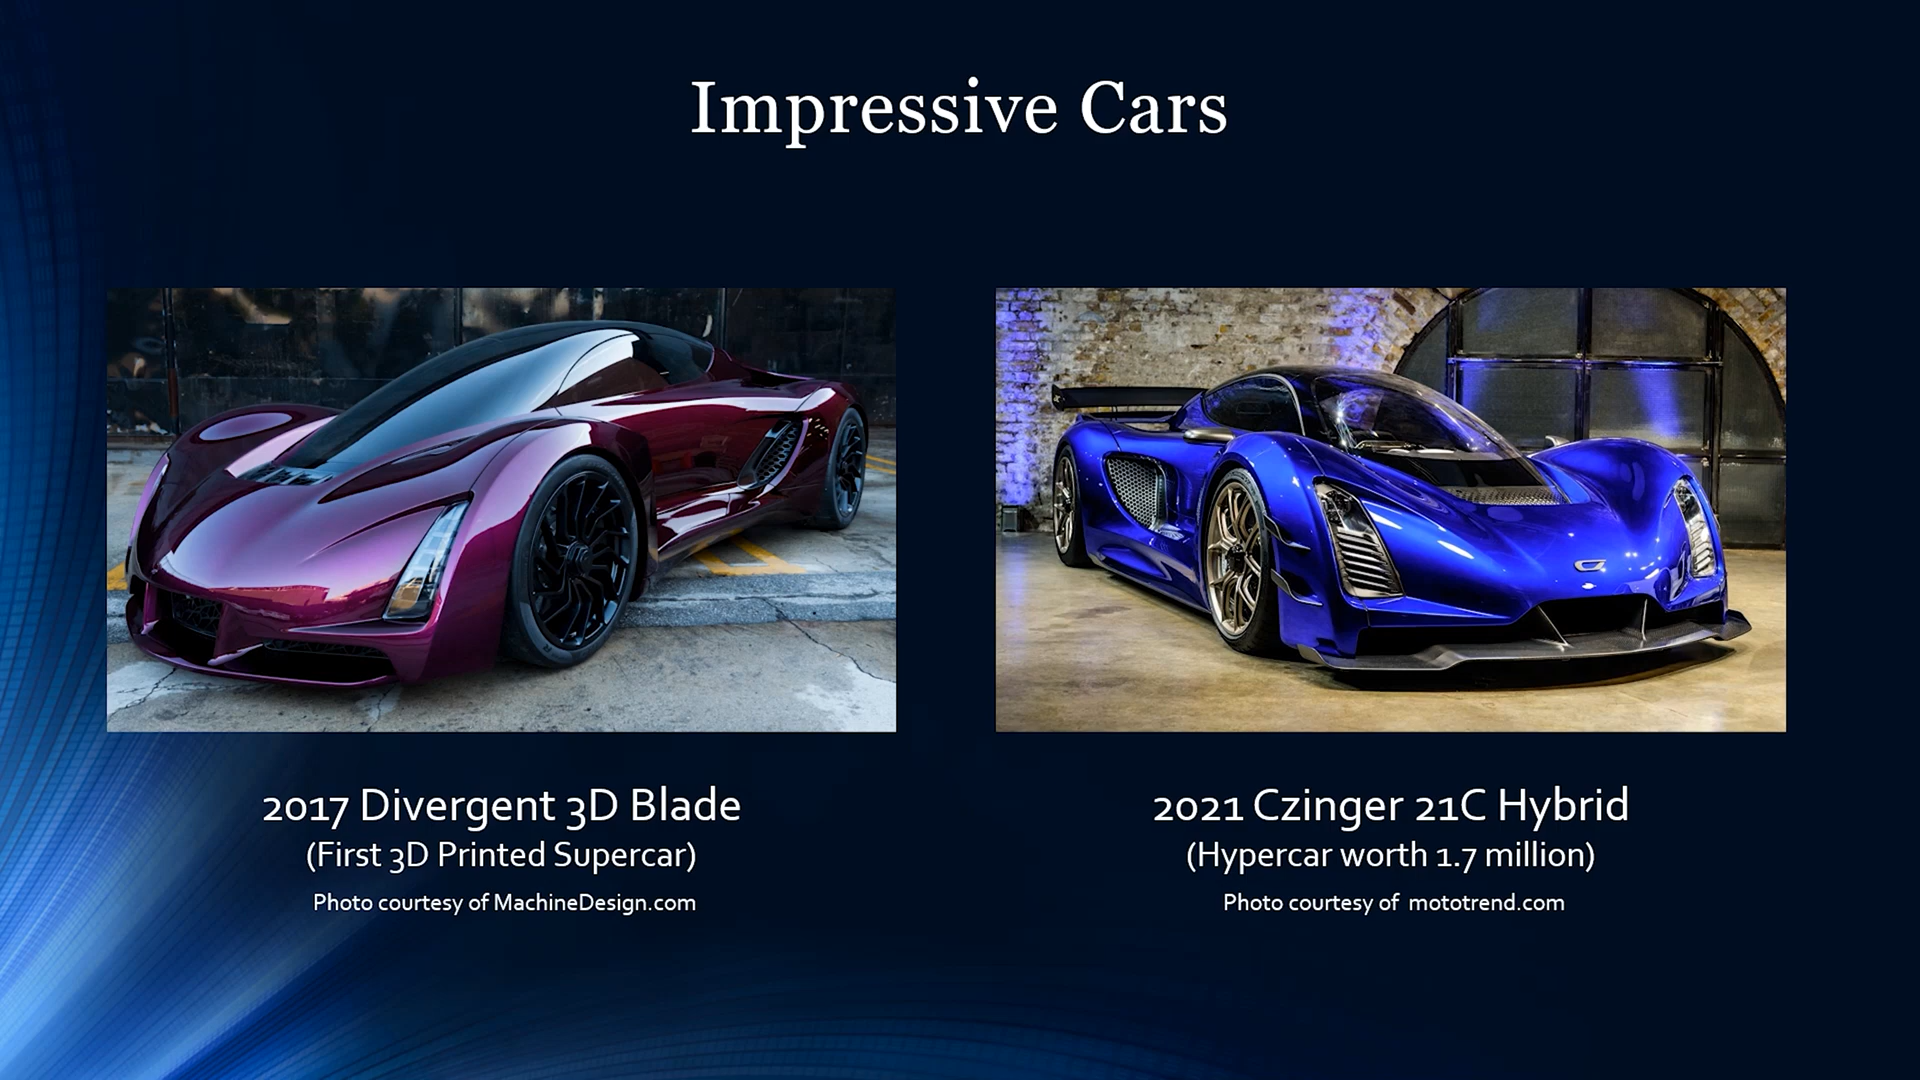 Impressive Cars
2017 Divergent 3D Blade
(First 3D Printed Supercar)
Photo courtesy of MachineDesign.com
2021 Czinger 21C Hybrid
(Hypercar worth 1.7 million)
Photo courtesy of mototrend.com